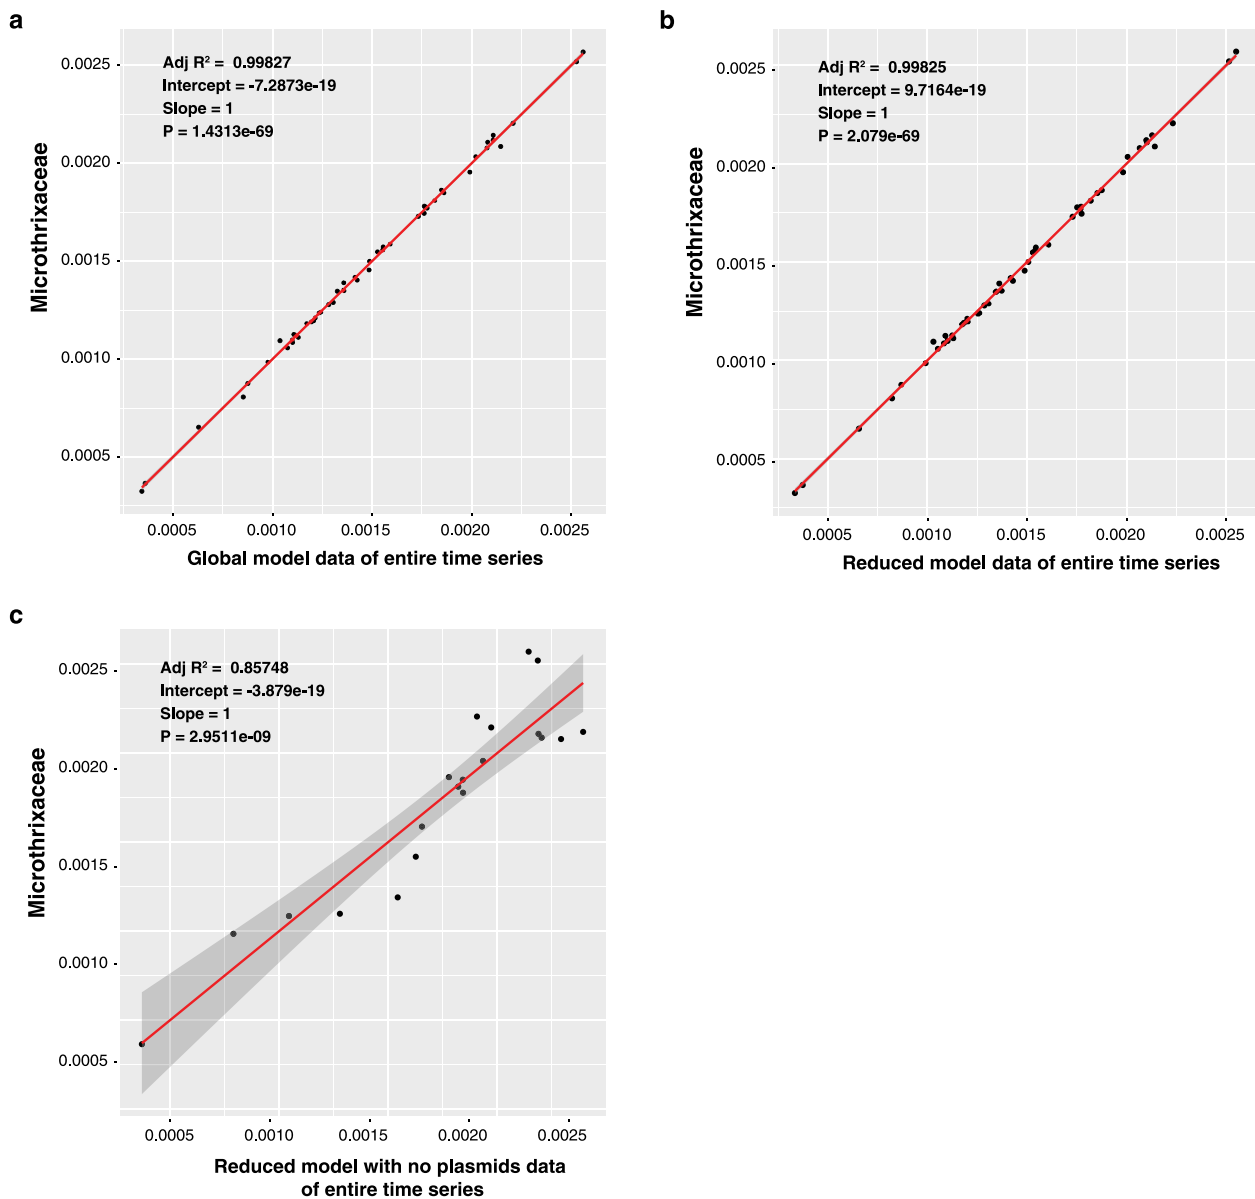 a
Adj R² = 0.99827
Intercept = -7.2873e-19
Slope = 1
P = 1.4313e-69
Microthrixaceae
0.0025
0.0020
0.0015
0.0010
0.0005
0.0005 0.0010 0.0015 0.0020 0.0025
Global model data of entire time series
b
Adj R² = 0.99825
Intercept = 9.7164e-19
Slope = 1
P = 2.079e-69
Microthrixaceae
0.0025
0.0020
0.0015
0.0010
0.0005
0.0005 0.0010 0.0015 0.0020 0.0025
Reduced model data of entire time series
c
Adj R² = 0.85748
Intercept = -3.879e-19
Slope = 1
P = 2.9511e-09
Microthrixaceae
0.0025
0.0020
0.0015
0.0010
0.0005
0.0005 0.0010 0.0015 0.0020 0.0025
Reduced model with no plasmids data
of entire time series